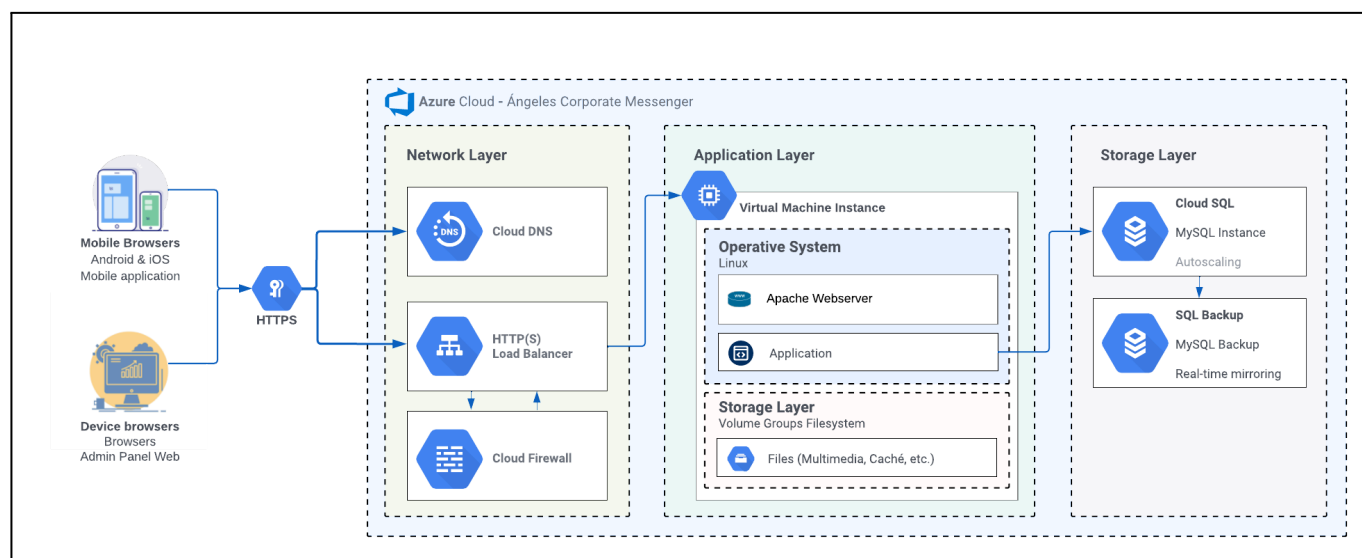 Azure Cloud - Ángeles Corporate Messenger
Mobile Browsers
Android & iOS
Mobile application
Device browsers
Browsers
Admin Panel Web
HTTPS
Network Layer
DNS
Cloud DNS
HTTP(S)
Load Balancer
Cloud Firewall
Application Layer
Virtual Machine Instance
Operative System
Linux
www
Apache Webserver
Application
Storage Layer
Volume Groups Filesystem
Files (Multimedia, Caché, etc.)
Storage Layer
Cloud SQL
MySQL Instance
Autoscaling
SQL Backup
MySQL Backup
Real-time mirroring